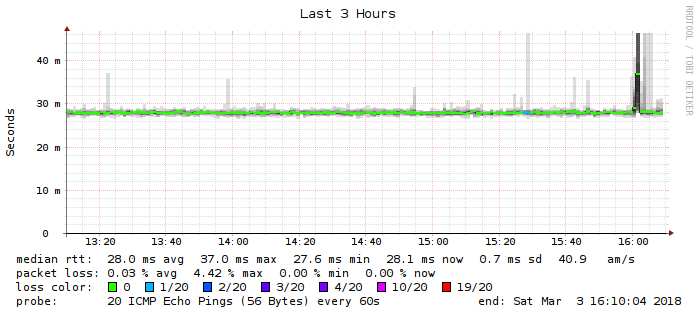 Last 3 Hours
RRDTOOL / TOBI OETIKER
Seconds
40 m
30 m
20 m
10 m
0
13:20 13:40 14:00 14:20 14:40 15:00 15:20 15:40 16:00
median rtt: 28.0 ms avg 37.0 ms max 27.6 ms min 28.1 ms now 0.7 ms sd 40.9 am/s
packet loss: 0.03 % avg 4.42 % max 0.00 % min 0.00 % now
loss color: 0 1/20 2/20 3/20 4/20 10/20 19/20
probe: 20 ICMP Echo Pings (56 Bytes) every 60s end: Sat Mar 3 16:10:04 2018